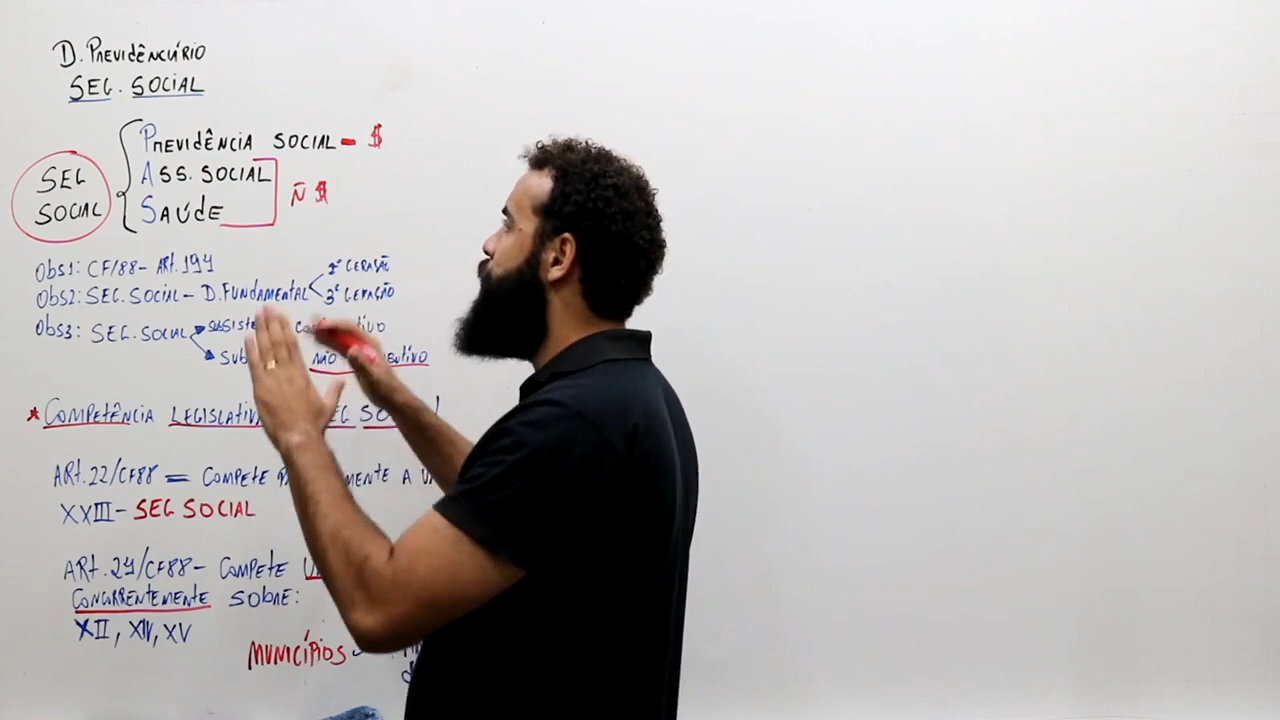 D. PREVIDÊNCIÁRIO
SEG. SOCIAL
SEG SOCIAL
PREVIDÊNCIA SOCIAL - $
ASS. SOCIAL
SAÚDE
Ñ $
Obs1: CF/88 - ART. 194
Obs2: SEG. SOCIAL - D. FUNDAMENTAL
2ª GERAÇÃO
3ª GERAÇÃO
Obs3: SEG. SOCIAL
NÃO
* COMPETÊNCIA
ART. 22/CF88 = COMPETE
XXIII - SEG SOCIAL
ART. 24/CF88 - COMPETE
CONCORRENTEMENTE SOBRE:
XII, XIV, XV
MUNICÍPIOS